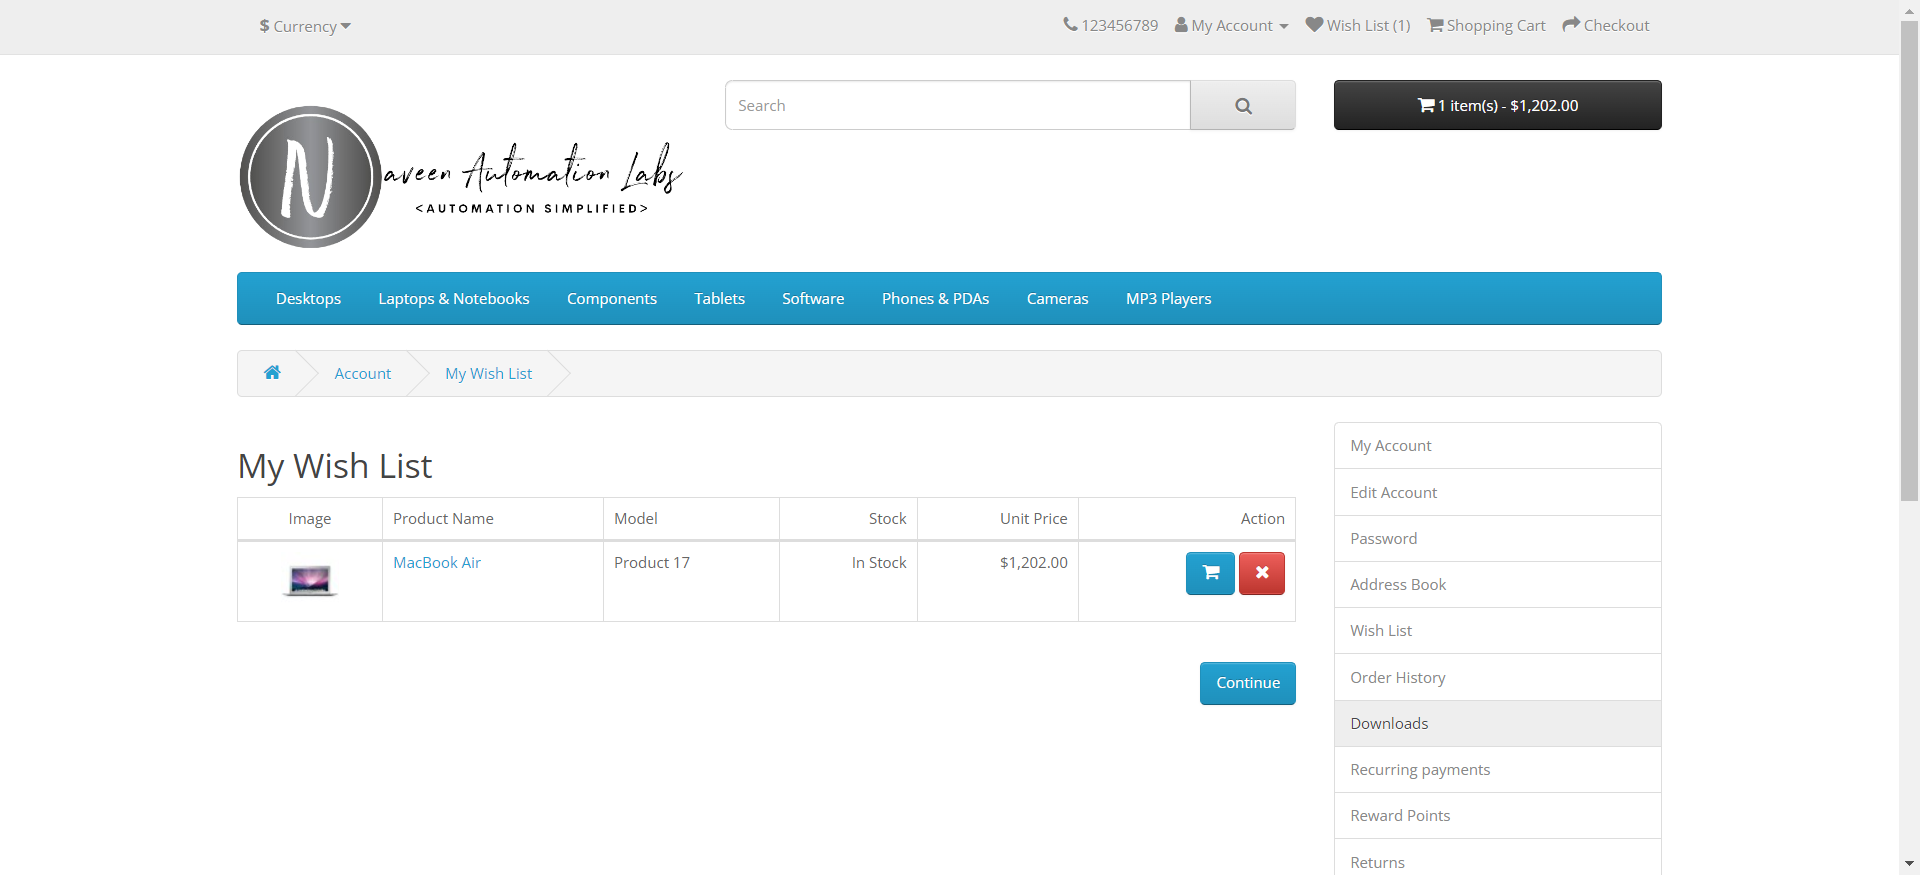 $ Currency
123456789 My Account Wish List (1) Shopping Cart Checkout
Search
1 item(s) - $1,202.00
N aveen Automation Labs
<AUTOMATION SIMPLIFIED>
Desktops Laptops & Notebooks Components Tablets Software Phones & PDAs Cameras MP3 Players
Account My Wish List
My Wish List
Image Product Name Model Stock Unit Price Action
MacBook Air Product 17 In Stock $1,202.00
Continue
My Account
Edit Account
Password
Address Book
Wish List
Order History
Downloads
Recurring payments
Reward Points
Returns